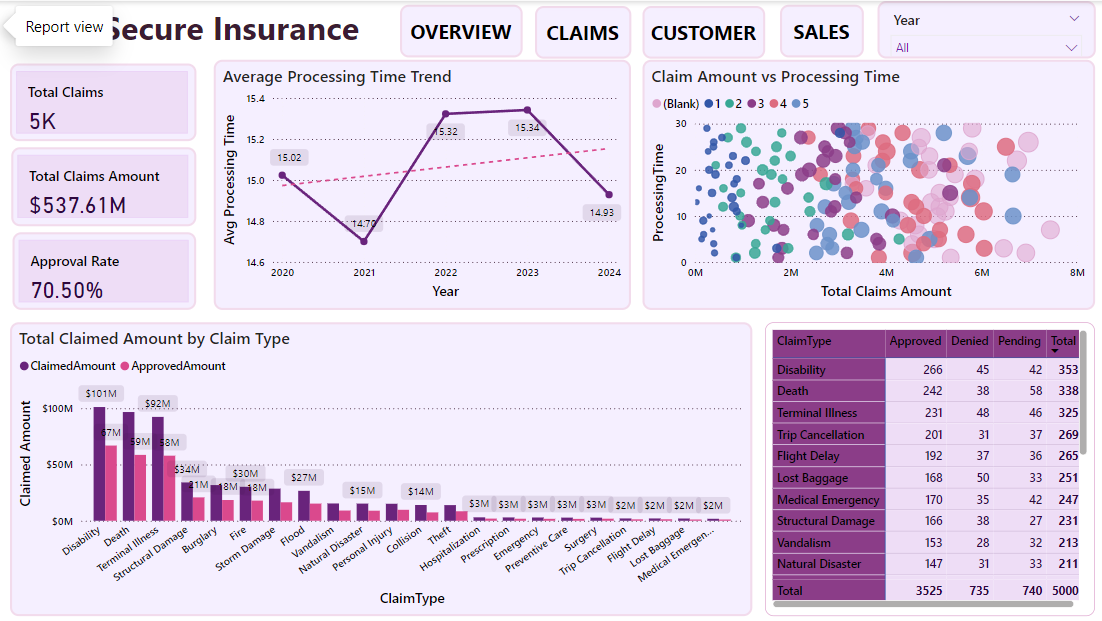 Report view
Secure Insurance
OVERVIEW
CLAIMS
CUSTOMER
SALES
Year
All
Total Claims
5K
Total Claims Amount
$537.61M
Approval Rate
70.50%
Average Processing Time Trend
Avg Processing Time
15.4
15.2
15.0
14.8
14.6
15.02
14.70
15.32
15.34
14.93
2020 2021 2022 2023 2024
Year
Claim Amount vs Processing Time
(Blank) 1 2 3 4 5
ProcessingTime
30
20
10
0
0M 2M 4M 6M 8M
Total Claims Amount
Total Claimed Amount by Claim Type
ClaimedAmount ApprovedAmount
Claimed Amount
$100M
$50M
$0M
$101M
$92M
67M
$9M
58M
$34M
$30M
$27M
21M
18M
18M
$15M
$14M
$3M $3M $3M $3M $3M $2M $2M $2M $2M
Disability
Death
Terminal Illness
Structural Damage
Burglary
Fire
Storm Damage
Flood
Vandalism
Natural Disaster
Personal Injury
Collision
Theft
Hospitalization
Prescription
Emergency
Preventive Care
Surgery
Trip Cancellation
Flight Delay
Lost Baggage
Medical Emergen...
ClaimType
ClaimType Approved Denied Pending Total
Disability 266 45 42 353
Death 242 38 58 338
Terminal Illness 231 48 46 325
Trip Cancellation 201 31 37 269
Flight Delay 192 37 36 265
Lost Baggage 168 50 33 251
Medical Emergency 170 35 42 247
Structural Damage 166 38 27 231
Vandalism 153 28 32 213
Natural Disaster 147 31 33 211
Total 3525 735 740 5000